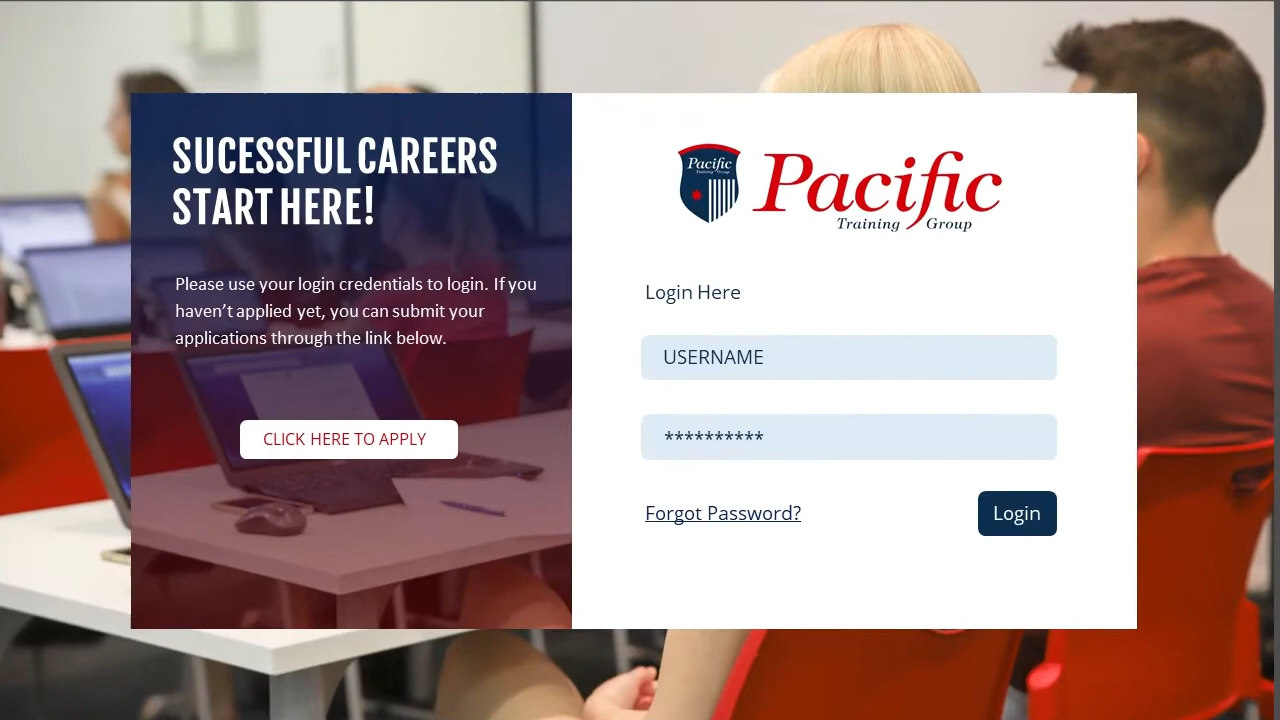 SUCESSFUL CAREERS
START HERE!
Please use your login credentials to login. If you
haven't applied yet, you can submit your
applications through the link below.
CLICK HERE TO APPLY
Pacific
Training Group
Pacific
Training Group
Login Here
USERNAME
**********
Forgot Password?
Login